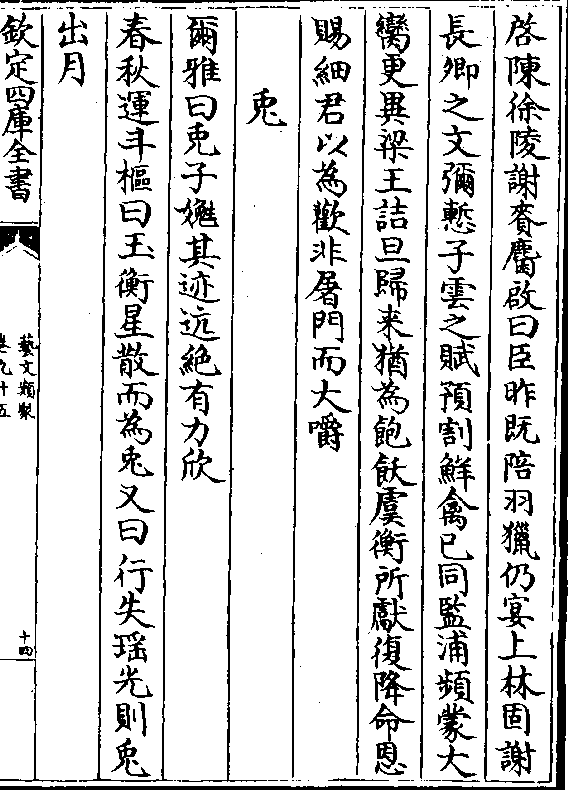 啓陳徐陵謝賚麕啟曰臣昨既陪羽獵仍宴上林固謝
長卿之文彌慙子雲之賦預割鮮禽已同監浦頻蒙大
臠更異梁王詰旦歸来猶為飽飫虞衡所獻復降命恩
賜細君以為歡非屠門而大嚼
兎
爾雅曰兎子嬎其迹迒絶有力欣
春秋運斗樞曰玉衡星散而為兎又曰行失瑶光則兎
出月
欽定四庫全書
藝文類聚
卷九十五
十四